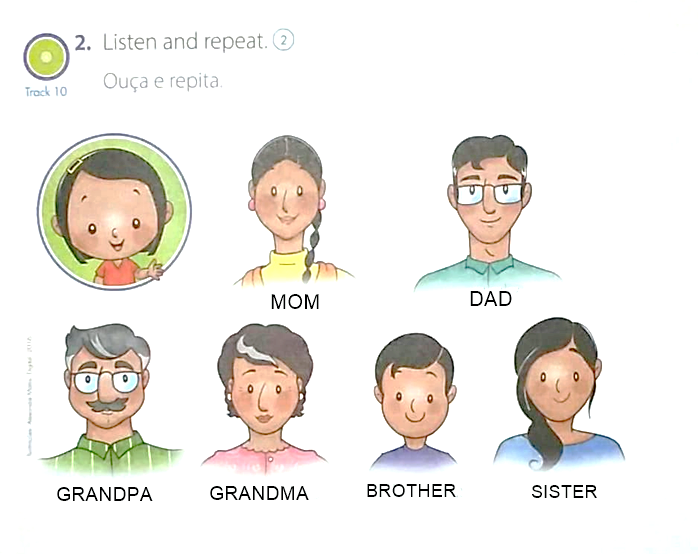 2. Listen and repeat. 2
Ouça e repita.
Track 10
MOM
DAD
GRANDPA
GRANDMA
BROTHER
SISTER